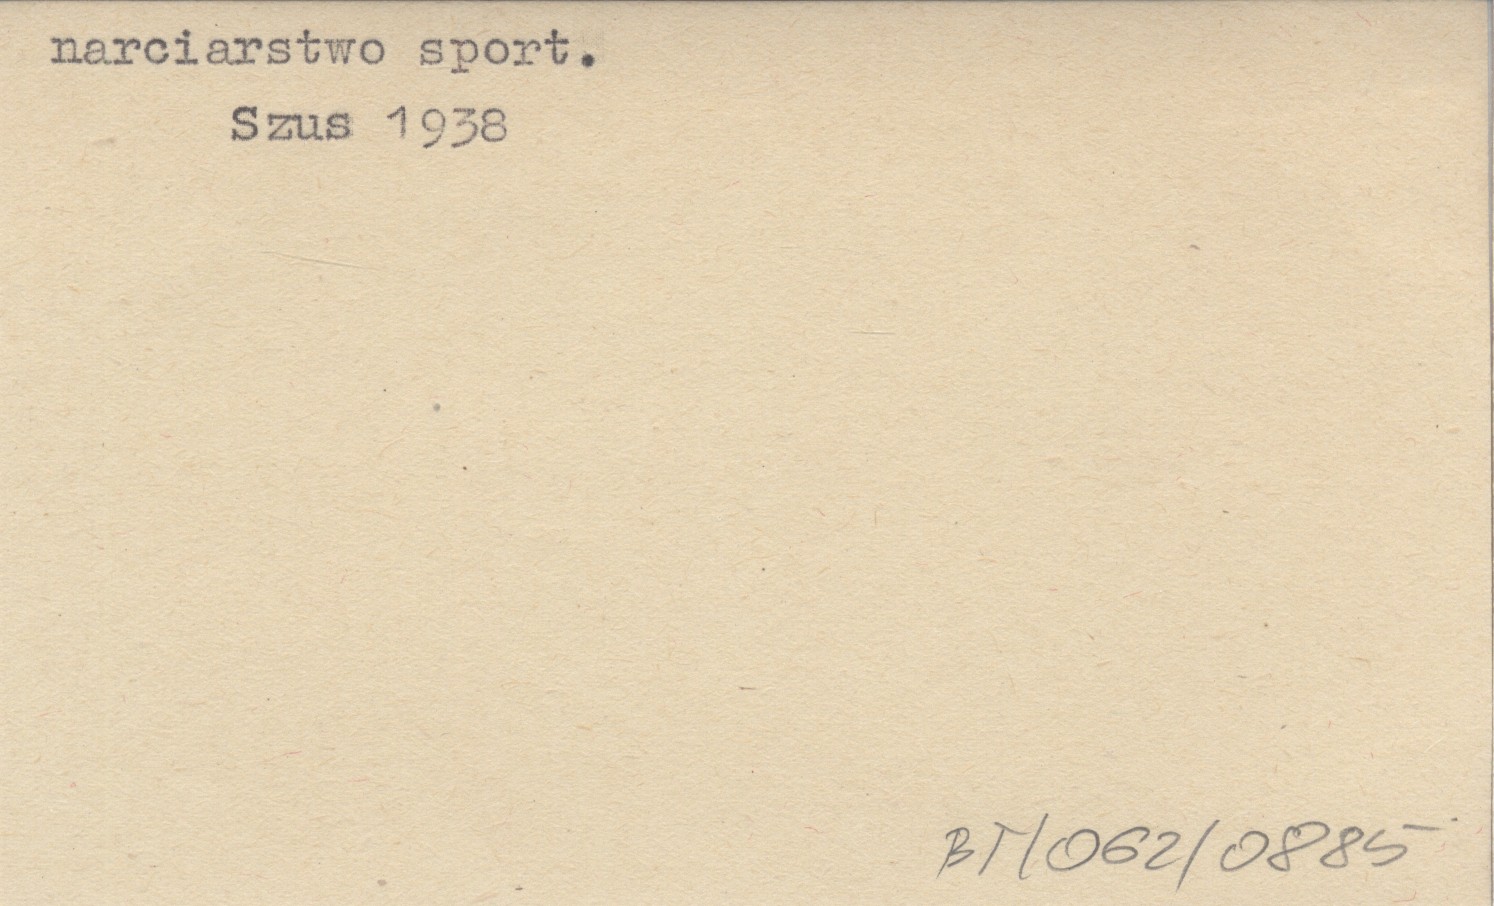 narciarstwo sport.
Szus 1938
BT/062/0885